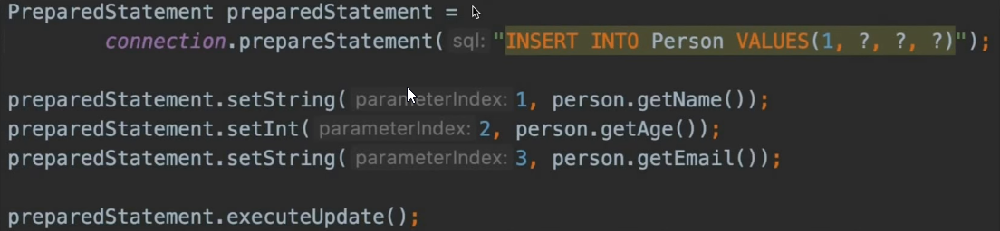 PreparedStatement preparedStatement =
connection.prepareStatement( sql: "INSERT INTO Person VALUES(1, ?, ?, ?)");
preparedStatement.setString( parameterIndex: 1, person.getName());
preparedStatement.setInt( parameterIndex: 2, person.getAge());
preparedStatement.setString( parameterIndex: 3, person.getEmail());
preparedStatement.executeUpdate();